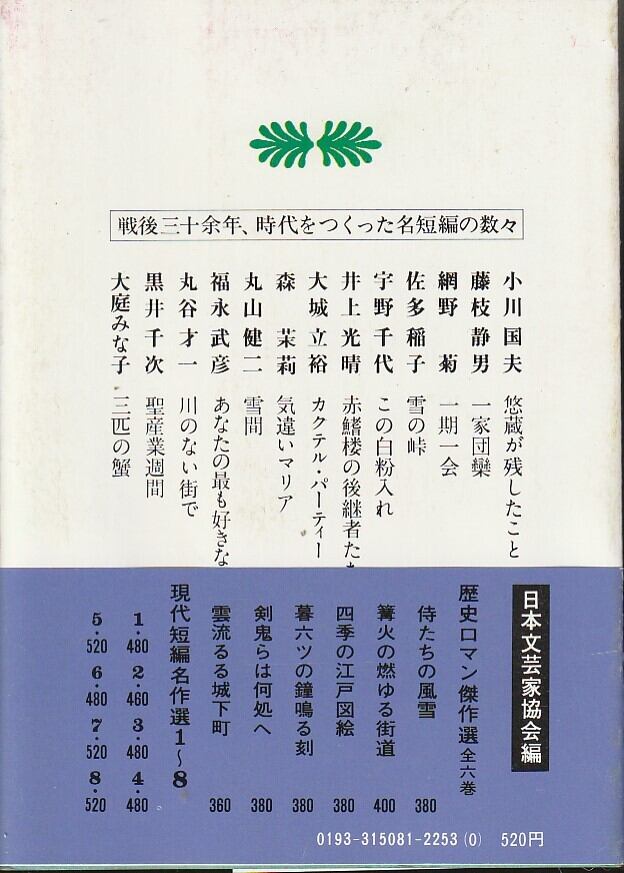 戦後三十余年、時代をつくった名短編の数々
小川国夫 悠蔵が残したこと
藤枝静男 一家団欒
網野 菊 一期一会
佐多稲子 雪の峠
宇野千代 この白粉入れ
井上光晴 赤鰭楼の後継者た
大城立裕 カクテル・パーティー
森 茉莉 気違いマリア
丸山健二 雪間
福永武彦 あなたの最も好きな
丸谷才一 川のない街で
黒井千次 聖産業週間
大庭みな子 三匹の蟹
日本文芸家協会編
歴史ロマン傑作選 全六巻
侍たちの風雪 380
篝火の燃ゆる街道 400
四季の江戸図絵 380
暮六ツの鐘鳴る刻 380
剣鬼らは何処へ 380
雲流るる城下町 360
現代短編名作選1〜8
1・480 2・460 3・480 4・480
5・520 6・480 7・520 8・520
0193-315081-2253(0) 520円